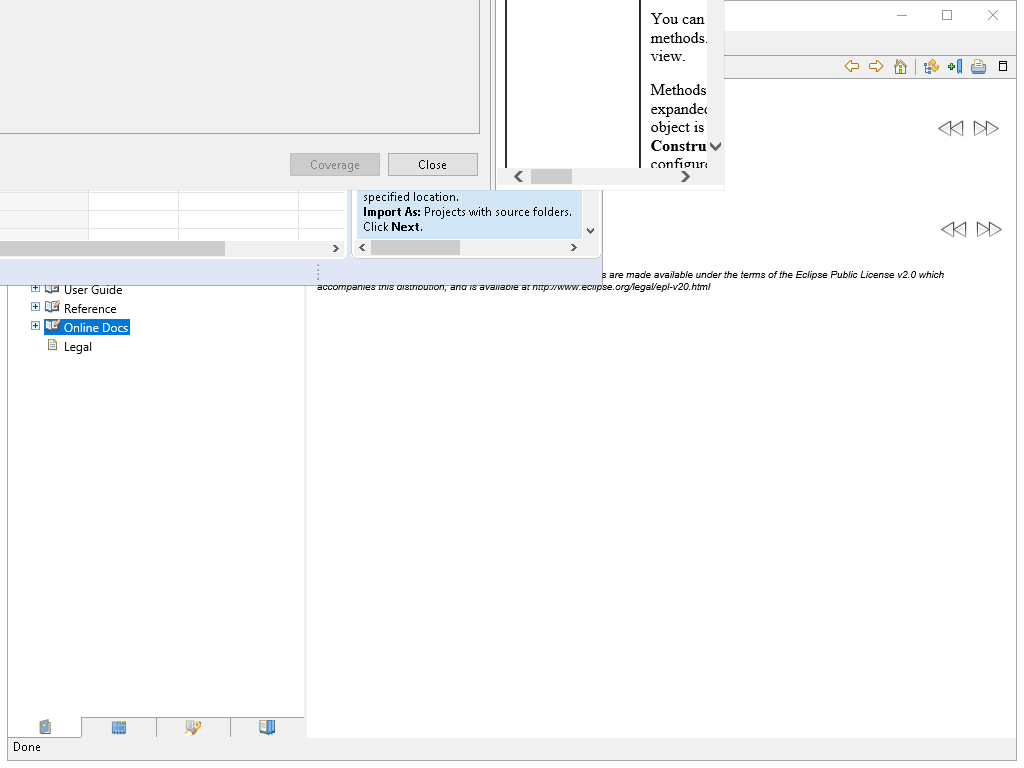 You can
methods.
view.
Methods
expanded
object is
Constru
configure
Coverage
Close
specified location.
Import As: Projects with source folders.
Click Next.
s are made available under the terms of the Eclipse Public License v2.0 which
accompanies this distribution, and is available at http://www.eclipse.org/legal/epl-v20.html
User Guide
Reference
Online Docs
Legal
Done